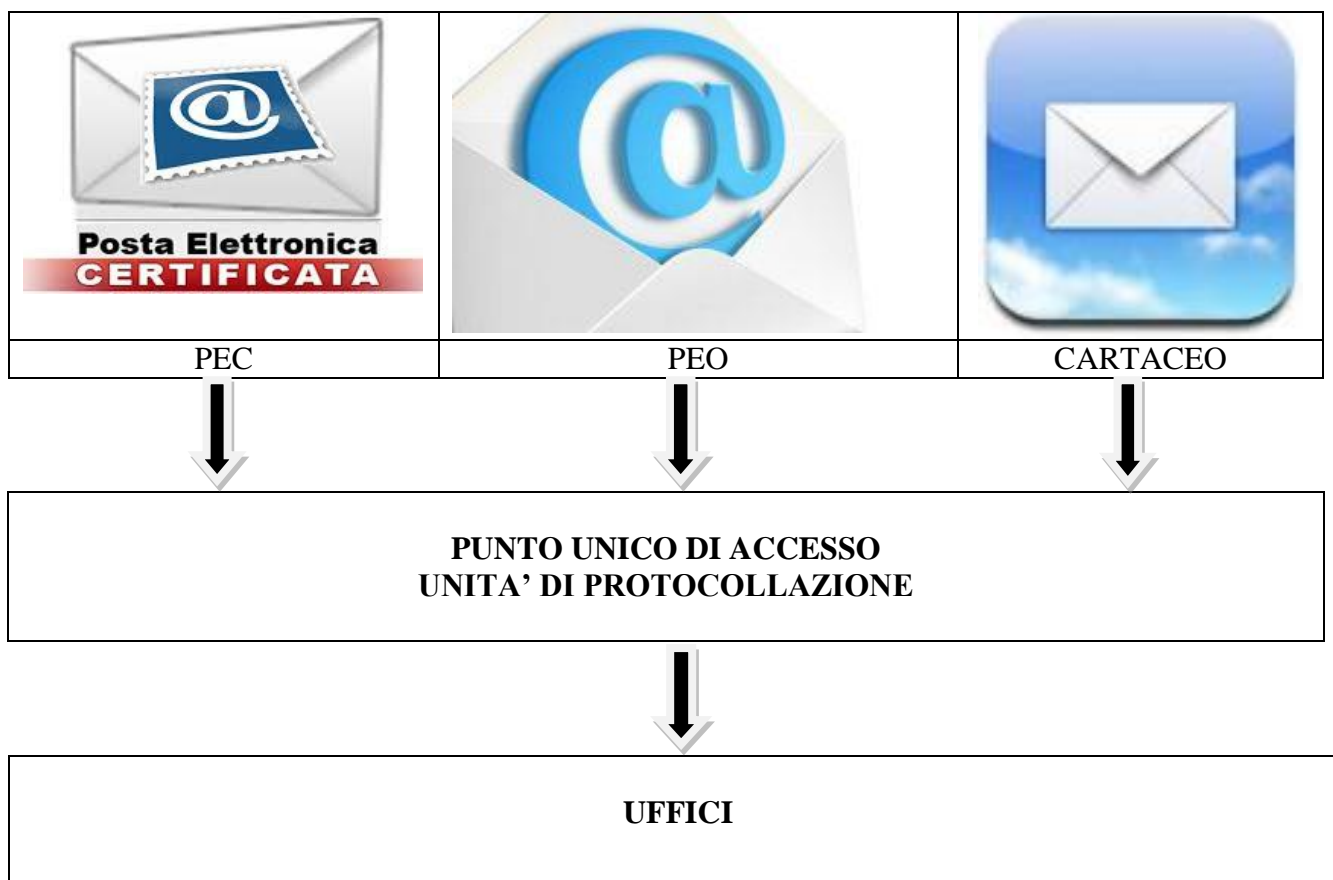 @
Posta Elettronica
CERTIFICATA
@
PEC
PEO
CARTACEO
PUNTO UNICO DI ACCESSO
UNITA’ DI PROTOCOLLAZIONE
UFFICI